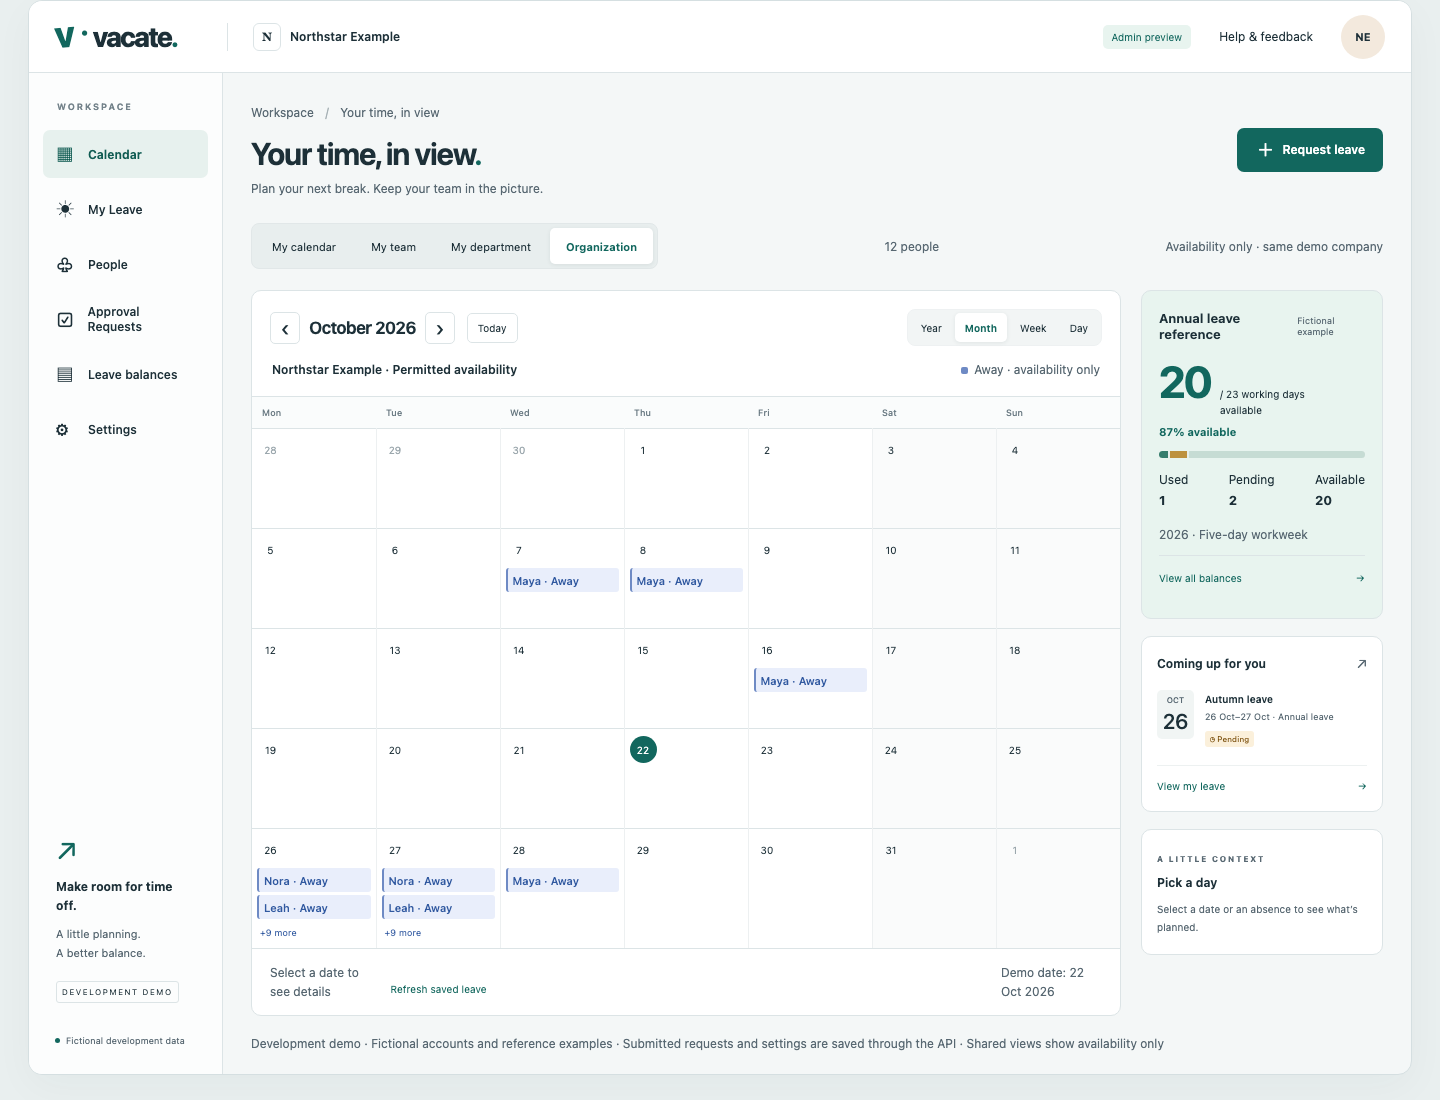 V vacate.
N Northstar Example
Admin preview
Help & feedback
NE
WORKSPACE
Calendar
My Leave
People
Approval
Requests
Leave balances
Settings
Make room for time
off.
A little planning.
A better balance.
DEVELOPMENT DEMO
Fictional development data
Workspace / Your time, in view
Your time, in view.
Plan your next break. Keep your team in the picture.
+ Request leave
My calendar My team My department Organization
12 people
Availability only · same demo company
‹ October 2026 › Today
Year Month Week Day
Northstar Example · Permitted availability
Away · availability only
Mon Tue Wed Thu Fri Sat Sun
28 29 30 1 2 3 4
5 6 7 8 9 10 11
Maya · Away Maya · Away
12 13 14 15 16 17 18
Maya · Away
19 20 21 22 23 24 25
26 27 28 29 30 31 1
Nora · Away Nora · Away Maya · Away
Leah · Away Leah · Away
+9 more +9 more
Select a date to
see details
Refresh saved leave
Demo date: 22
Oct 2026
Annual leave
reference
Fictional
example
20 / 23 working days
available
87% available
Used Pending Available
1 2 20
2026 · Five-day workweek
View all balances →
Coming up for you
OCT
26
Autumn leave
26 Oct–27 Oct · Annual leave
Pending
View my leave →
A LITTLE CONTEXT
Pick a day
Select a date or an absence to see what's
planned.
Development demo · Fictional accounts and reference examples · Submitted requests and settings are saved through the API · Shared views show availability only